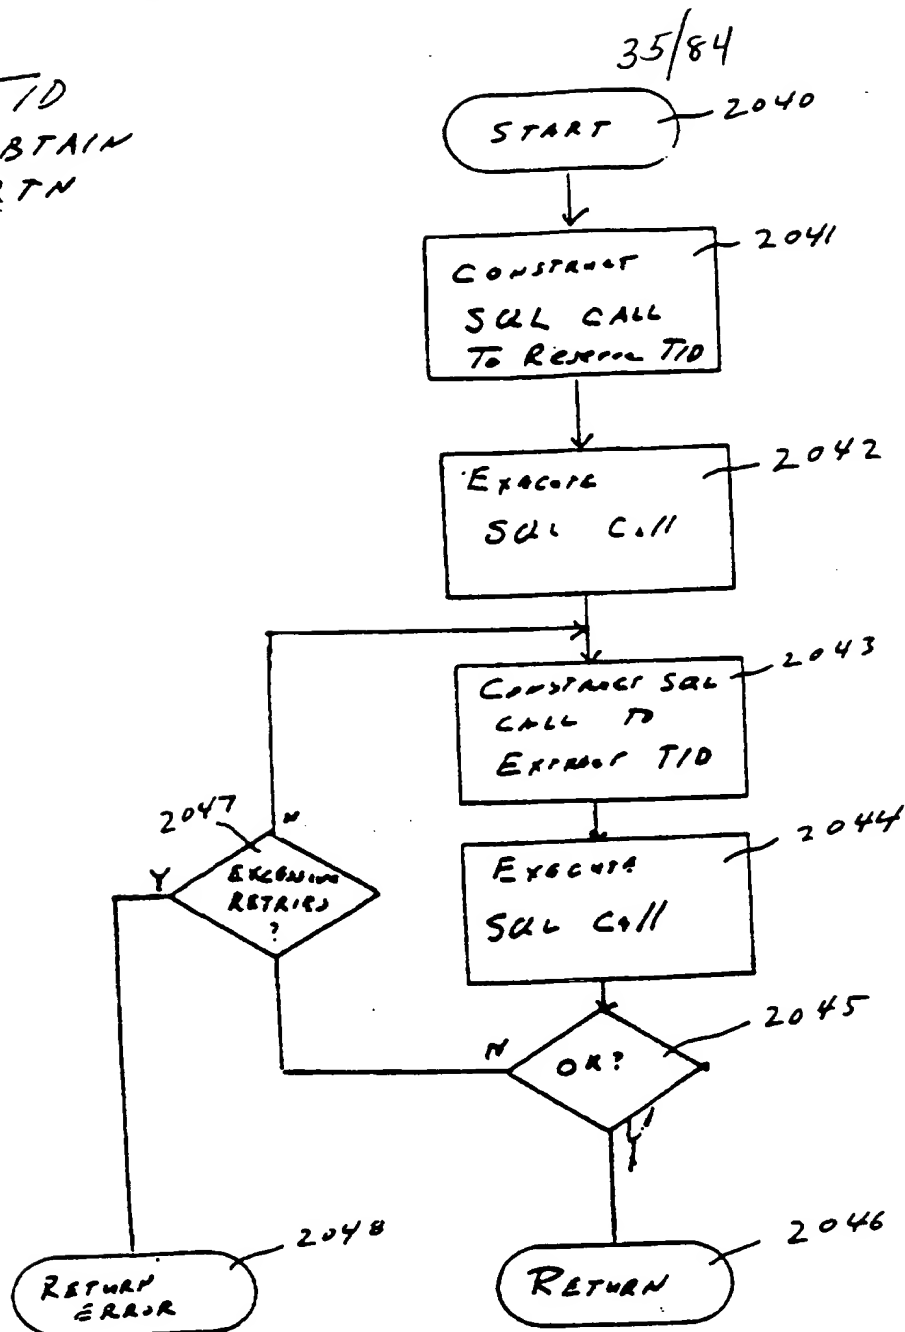 35/84
TID
OBTAIN
RTN
START
2040
CONSTRUCT
SQL CALL
TO Reserve TID
2041
EXECUTE
SQL Call
2042
CONSTRUCT SQL
CALL TO
EXTRACT TID
2043
2047
N
Y
EXCESSIVE
RETRIES
?
EXECUTE
SQL Call
2044
N
OK?
2045
Y
RETURN
ERROR
2048
RETURN
2046